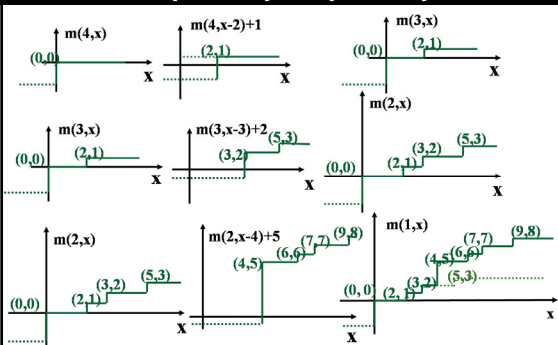 m(4,x)
(0,0)
x
m(4,x-2)+1
(2,1)
x
m(3,x)
(0,0)
(2,1)
x
m(3,x)
(0,0)
(2,1)
x
m(3,x-3)+2
(3,2)
(5,3)
x
m(2,x)
(0,0)
(2,1)
(3,2)
(5,3)
x
m(2,x)
(0,0)
(2,1)
(3,2)
(5,3)
x
m(2,x-4)+5
(4,5)
(6,6)
(7,7)
(9,8)
x
m(1,x)
(0, 0)
(2, 1)
(3,2)
(4,5)
(5,3)
(6,6)
(7,7)
(9,8)
x